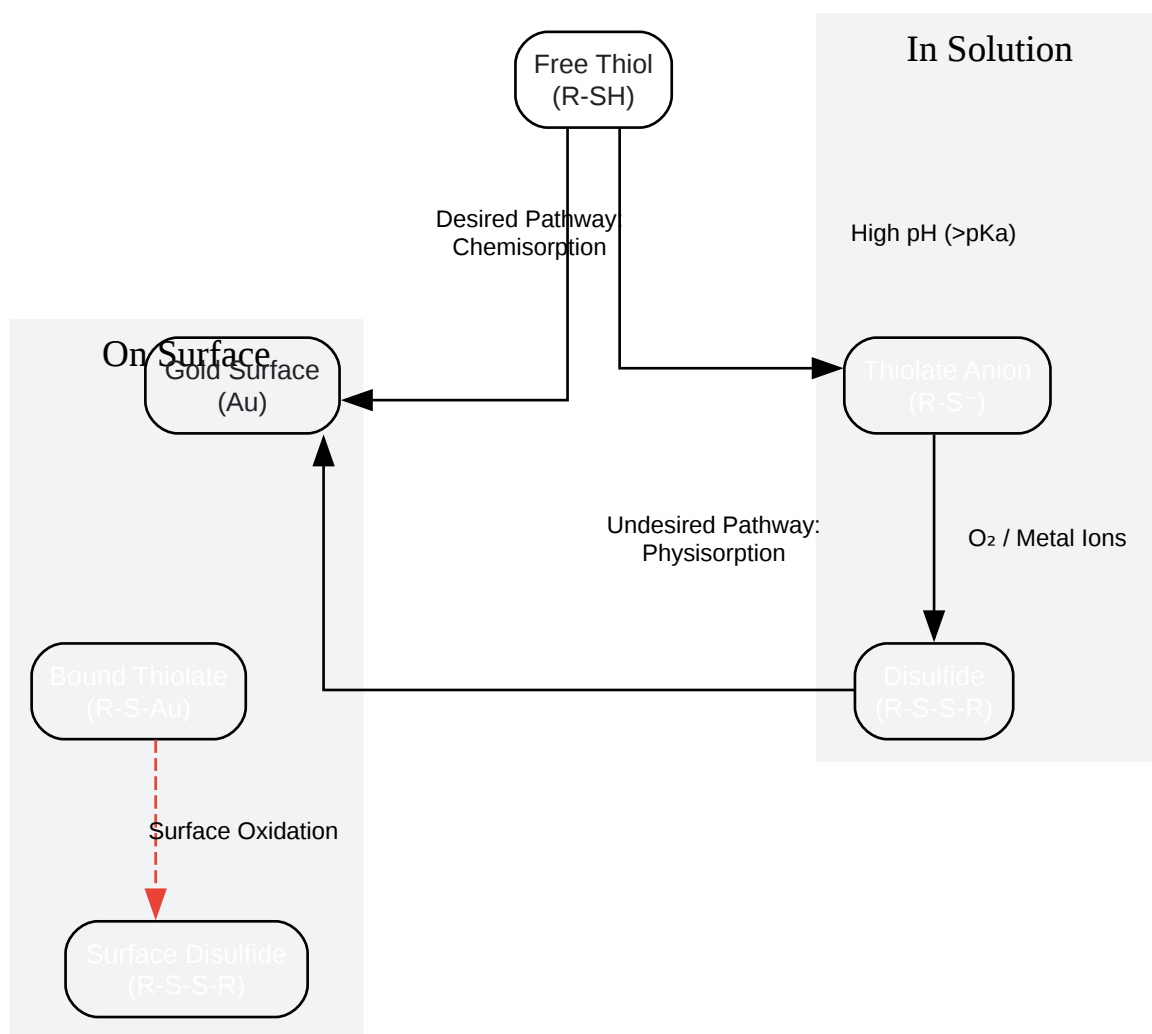 In Solution
Free Thiol
(R-SH)
Desired Pathway:
Chemisorption
High pH (>pKa)
On Surface
Gold Surface
(Au)
Thiolate Anion
(R-S⁻)
Undesired Pathway:
Physisorption
O₂ / Metal Ions
Bound Thiolate
(R-S-Au)
Disulfide
(R-S-S-R)
Surface Oxidation
Surface Disulfide
(R-S-S-R)